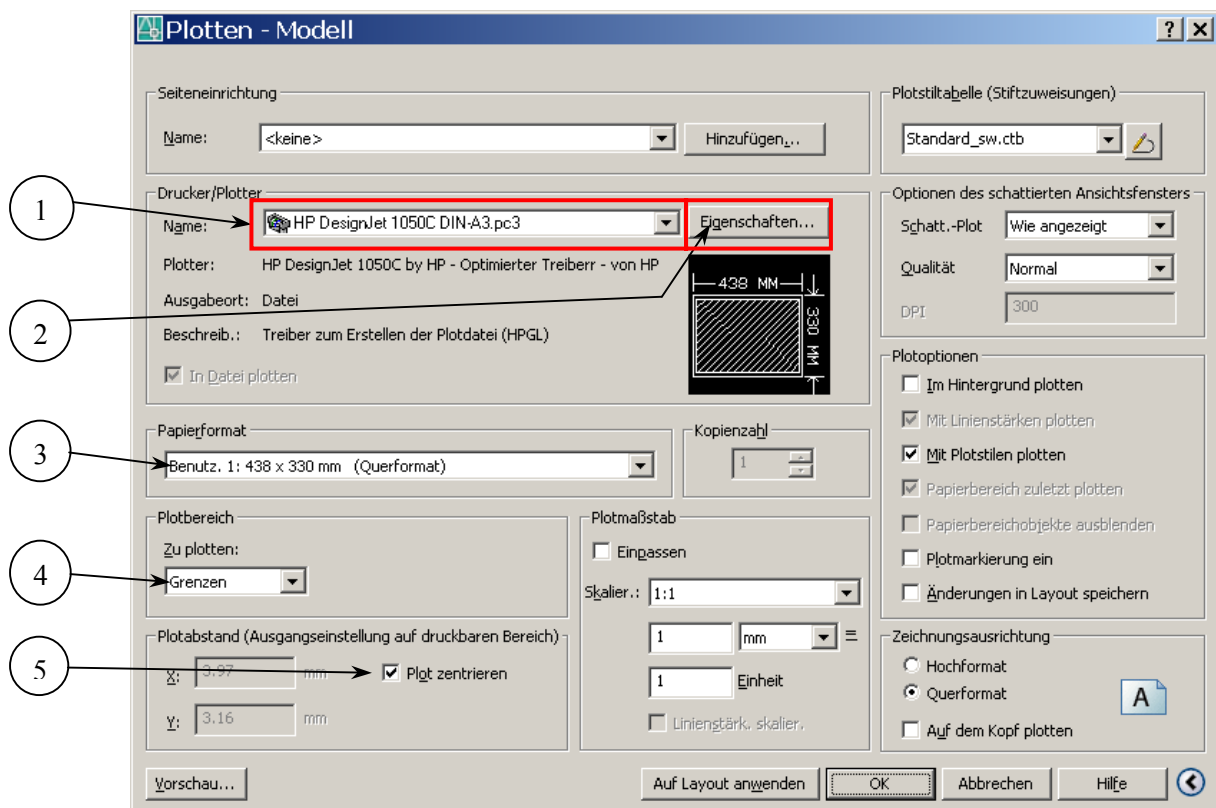 Plotten - Modell
Seiteneinrichtung
Name: <keine> Hinzufügen...
Plotstiltabelle (Stiftzuweisungen)
Standard_sw.ctb
1
Drucker/Plotter
Name: HP DesignJet 1050C DIN-A3.pc3 Eigenschaften...
Plotter: HP DesignJet 1050C by HP - Optimierter Treiberr - von HP
2
Ausgabeort: Datei
Beschreib.: Treiber zum Erstellen der Plotdatei (HPGL)
In Datei plotten
438 MM
330 MM
Optionen des schattierten Ansichtsfensters
Schatt.-Plot Wie angezeigt
Qualität Normal
DPI 300
3
Papierformat
Benutz. 1: 438 x 330 mm (Querformat)
Kopienzahl
1
Plotoptionen
Im Hintergrund plotten
Mit Linienstärken plotten
Mit Plotstilen plotten
Papierbereich zuletzt plotten
Papierbereichobjekte ausblenden
Plotmarkierung ein
Änderungen in Layout speichern
4
Plotbereich
Zu plotten:
Grenzen
Plotmaßstab
Einpassen
Skalier.: 1:1
1 mm =
1 Einheit
Linienstärk. skalier.
5
Plotabstand (Ausgangseinstellung auf druckbaren Bereich)
X: 3.97 mm Plot zentrieren
Y: 3.16 mm
Zeichnungsausrichtung
Hochformat
Querformat
A
Auf dem Kopf plotten
Vorschau... Auf Layout anwenden OK Abbrechen Hilfe